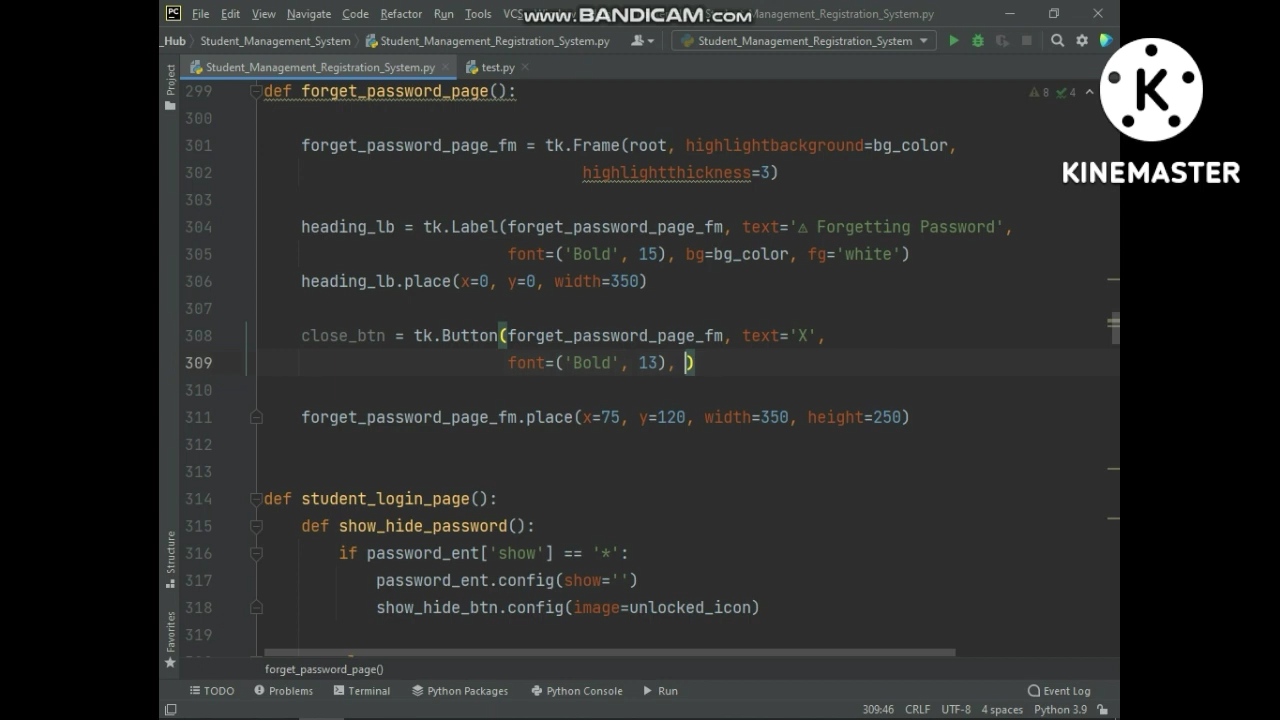 PC File Edit View Navigate Code Refactor Run Tools VCS www.BANDICAM.com Management_Registration_System.py
_Hub Student_Management_System Student_Management_Registration_System.py Student_Management_Registration_System
Project Student_Management_Registration_System.py test.py
299 def forget_password_page(): 8 4
300
301 forget_password_page_fm = tk.Frame(root, highlightbackground=bg_color,
302 highlightthickness=3)
303
304 heading_lb = tk.Label(forget_password_page_fm, text='⚠ Forgetting Password',
305 font=('Bold', 15), bg=bg_color, fg='white')
306 heading_lb.place(x=0, y=0, width=350)
307
308 close_btn = tk.Button(forget_password_page_fm, text='X',
309 font=('Bold', 13), )
310
311 forget_password_page_fm.place(x=75, y=120, width=350, height=250)
312
313
314 def student_login_page():
315 def show_hide_password():
316 if password_ent['show'] == '*':
317 password_ent.config(show='')
318 show_hide_btn.config(image=unlocked_icon)
319
Structure
Favorites
forget_password_page()
TODO Problems Terminal Python Packages Python Console Run Event Log
309:46 CRLF UTF-8 4 spaces Python 3.9
K
KINEMASTER